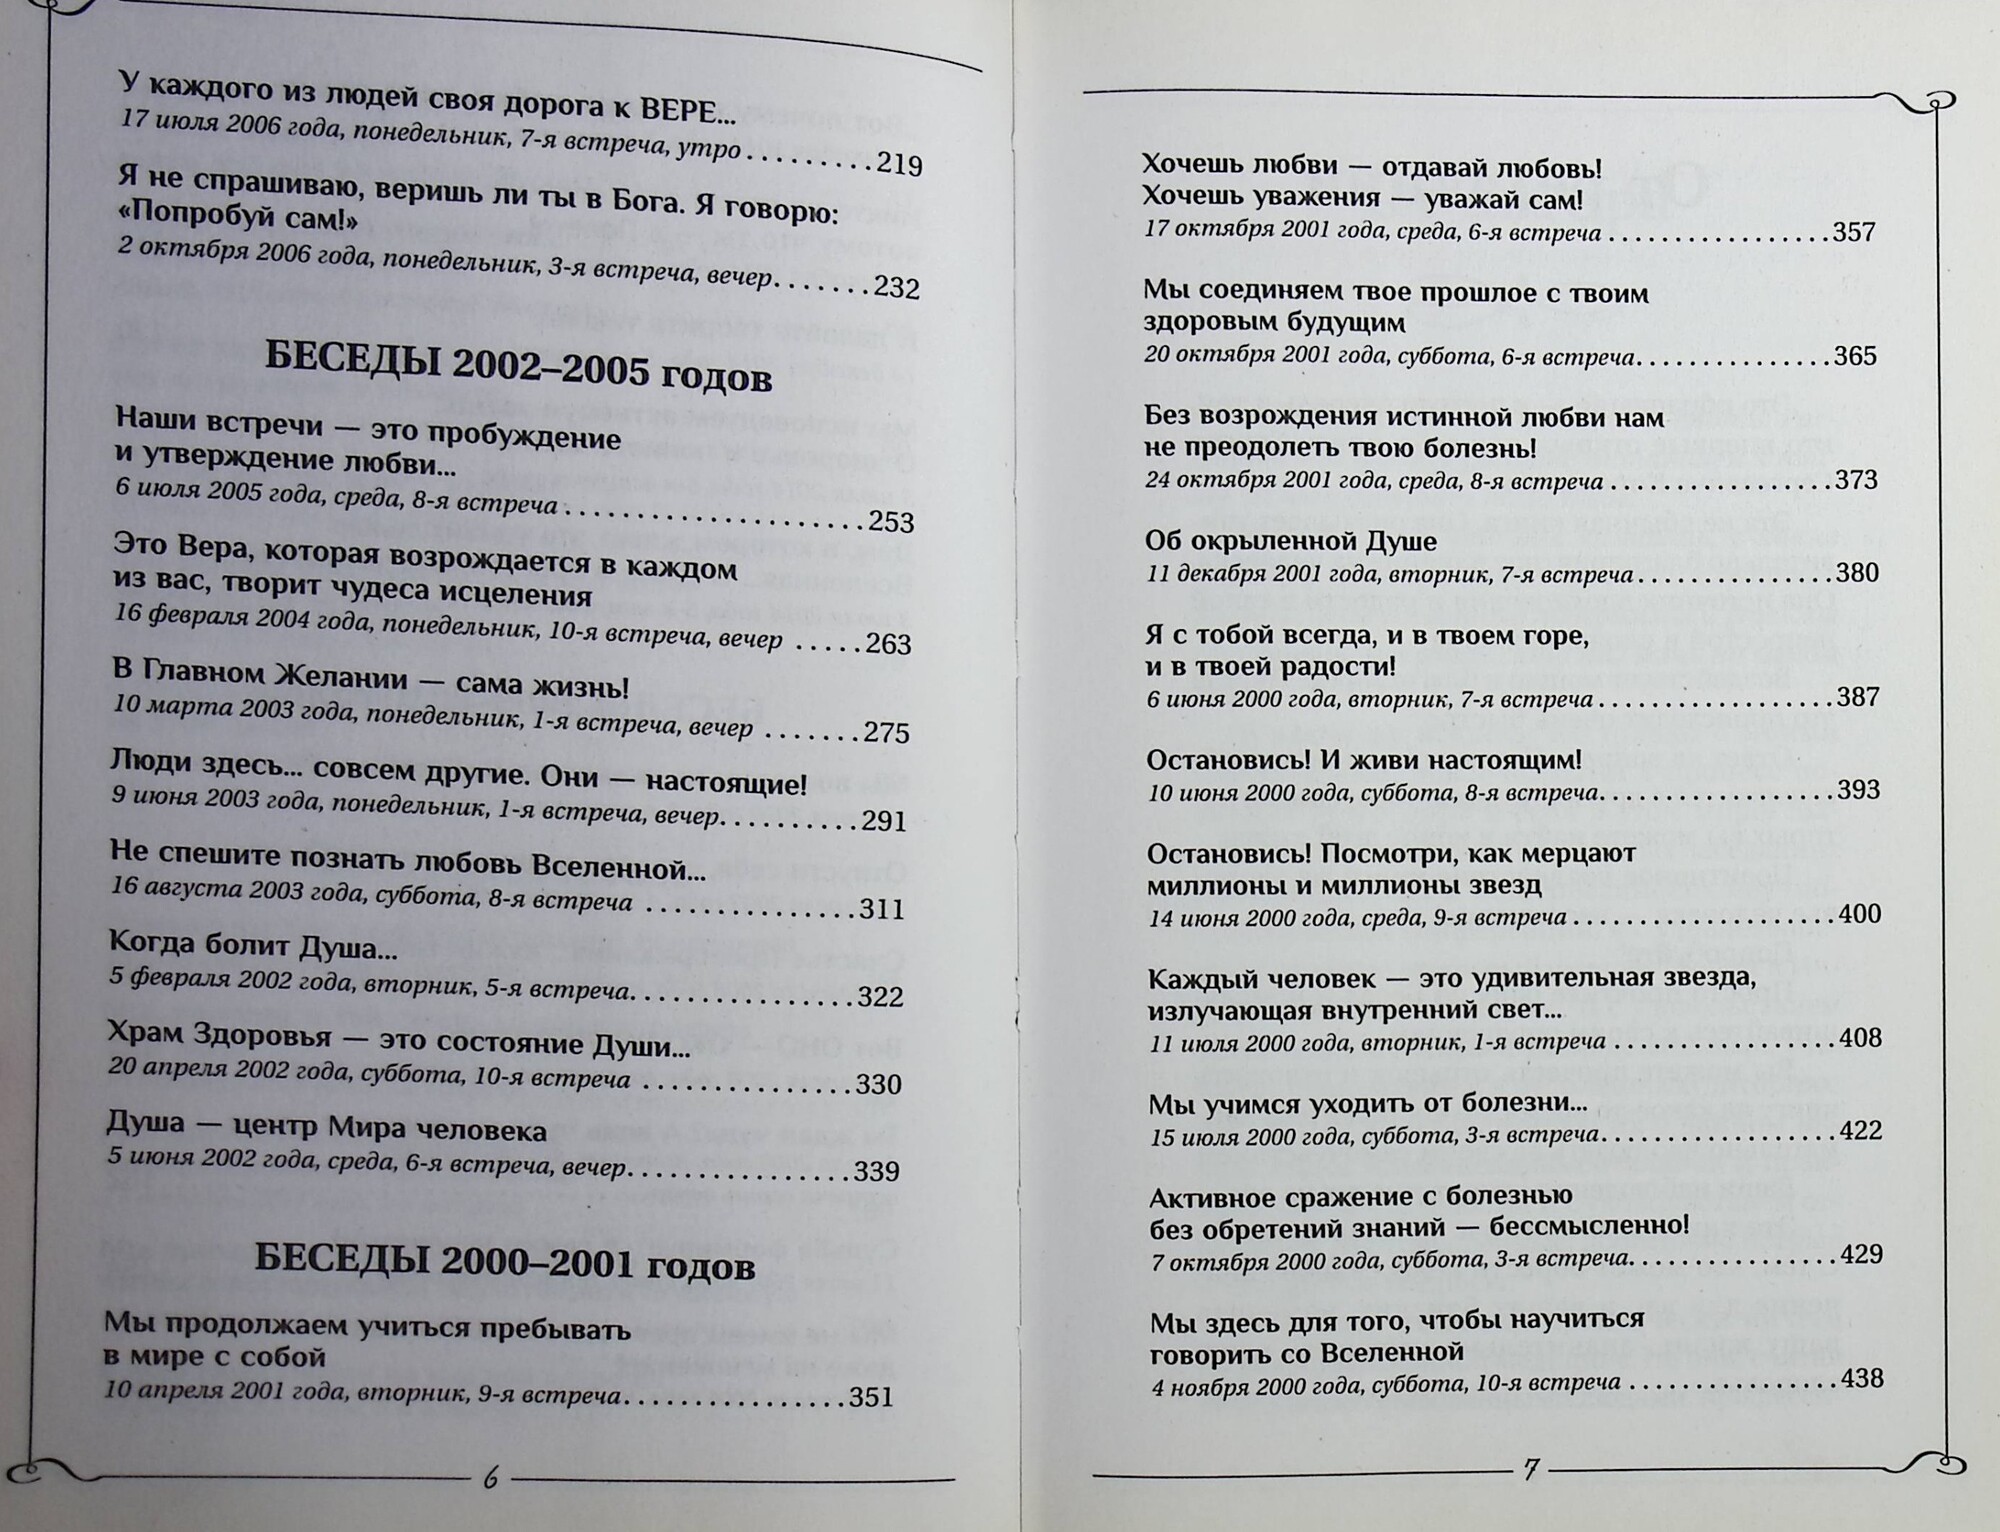 У каждого из людей своя дорога к ВЕРЕ...
17 июля 2006 года, понедельник, 7-я встреча, утро.........219
Я не спрашиваю, веришь ли ты в Бога. Я говорю:
«Попробуй сам!»
2 октября 2006 года, понедельник, 3-я встреча, вечер.......232
БЕСЕДЫ 2002–2005 годов
Наши встречи — это пробуждение
и утверждение любви...
6 июля 2005 года, среда, 8-я встреча......................253
Это Вера, которая возрождается в каждом
из вас, творит чудеса исцеления
16 февраля 2004 года, понедельник, 10-я встреча, вечер .....263
В Главном Желании — сама жизнь!
10 марта 2003 года, понедельник, 1-я встреча, вечер .......275
Люди здесь... совсем другие. Они — настоящие!
9 июня 2003 года, понедельник, 1-я встреча, вечер..........291
Не спешите познать любовь Вселенной...
16 августа 2003 года, суббота, 8-я встреча ................311
Когда болит Душа...
5 февраля 2002 года, вторник, 5-я встреча.................322
Храм Здоровья — это состояние Души...
20 апреля 2002 года, суббота, 10-я встреча ................330
Душа — центр Мира человека
5 июня 2002 года, среда, 6-я встреча, вечер.................339
БЕСЕДЫ 2000–2001 годов
Мы продолжаем учиться пребывать
в мире с собой
10 апреля 2001 года, вторник, 9-я встреча.................351
6
Хочешь любви — отдавай любовь!
Хочешь уважения — уважай сам!
17 октября 2001 года, среда, 6-я встреча .................357
Мы соединяем твое прошлое с твоим
здоровым будущим
20 октября 2001 года, суббота, 6-я встреча...............365
Без возрождения истинной любви нам
не преодолеть твою болезнь!
24 октября 2001 года, среда, 8-я встреча .................373
Об окрыленной Душе
11 декабря 2001 года, вторник, 7-я встреча...............380
Я с тобой всегда, и в твоем горе,
и в твоей радости!
6 июня 2000 года, вторник, 7-я встреча ..................387
Остановись! И живи настоящим!
10 июня 2000 года, суббота, 8-я встреча..................393
Остановись! Посмотри, как мерцают
миллионы и миллионы звезд
14 июня 2000 года, среда, 9-я встреча ....................400
Каждый человек — это удивительная звезда,
излучающая внутренний свет...
11 июля 2000 года, вторник, 1-я встреча .................408
Мы учимся уходить от болезни...
15 июля 2000 года, суббота, 3-я встреча..................422
Активное сражение с болезнью
без обретений знаний — бессмысленно!
7 октября 2000 года, суббота, 3-я встреча................429
Мы здесь для того, чтобы научиться
говорить со Вселенной
4 ноября 2000 года, суббота, 10-я встреча ................438
7